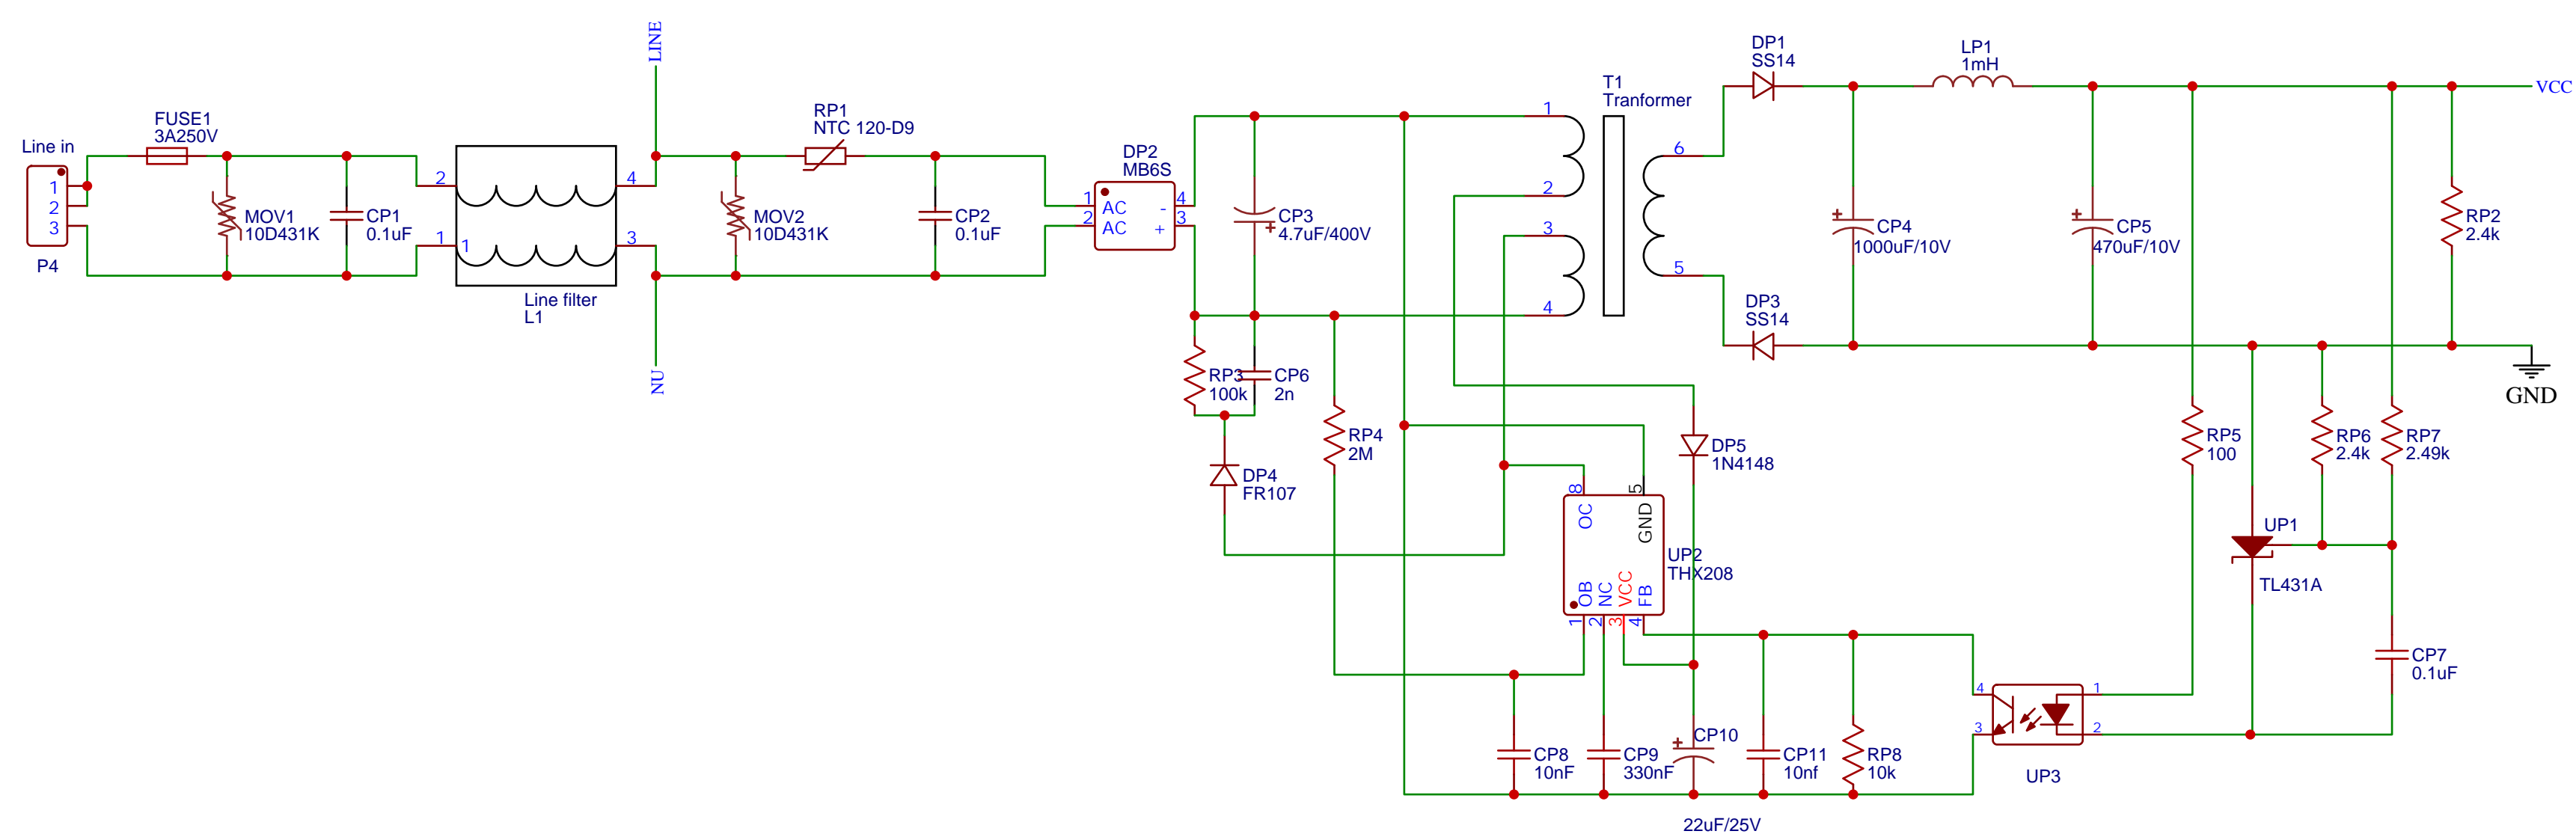 Line in
1
2
3
P4
FUSE1
3A250V
MOV1
10D431K
CP1
0.1uF
2
1
1
4
3
Line filter
L1
LINE
NU
RP1
NTC 120-D9
MOV2
10D431K
CP2
0.1uF
DP2
MB6S
1
2
AC
AC
-
+
4
3
CP3
4.7uF/400V
+
RP3
100k
CP6
2n
DP4
FR107
RP4
2M
T1
Tranformer
1
2
3
4
6
5
DP1
SS14
DP3
SS14
LP1
1mH
+
CP4
1000uF/10V
+
CP5
470uF/10V
RP2
2.4k
VCC
GND
DP5
1N4148
8
5
OC
GND
UP2
THX208
OB
NC
VCC
FB
1
2
3
4
CP8
10nF
CP9
330nF
+
CP10
22uF/25V
CP11
10nf
RP8
10k
4
3
1
2
UP3
RP5
100
RP6
2.4k
RP7
2.49k
UP1
TL431A
CP7
0.1uF